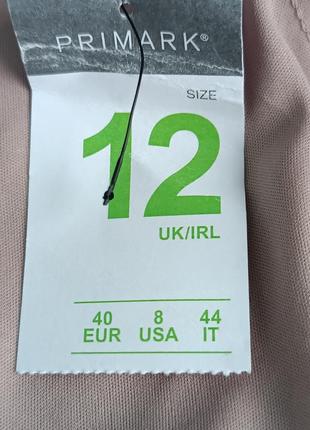 PRIMARK®
SIZE
12
UK/IRL
40 8 44
EUR USA IT